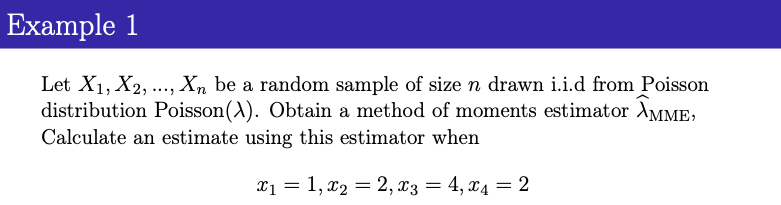 Example 1
Let X₁, X₂, ..., Xₙ be a random sample of size n drawn i.i.d from Poisson
distribution Poisson(λ). Obtain a method of moments estimator λ̂_MME,
Calculate an estimate using this estimator when
x₁ = 1, x₂ = 2, x₃ = 4, x₄ = 2